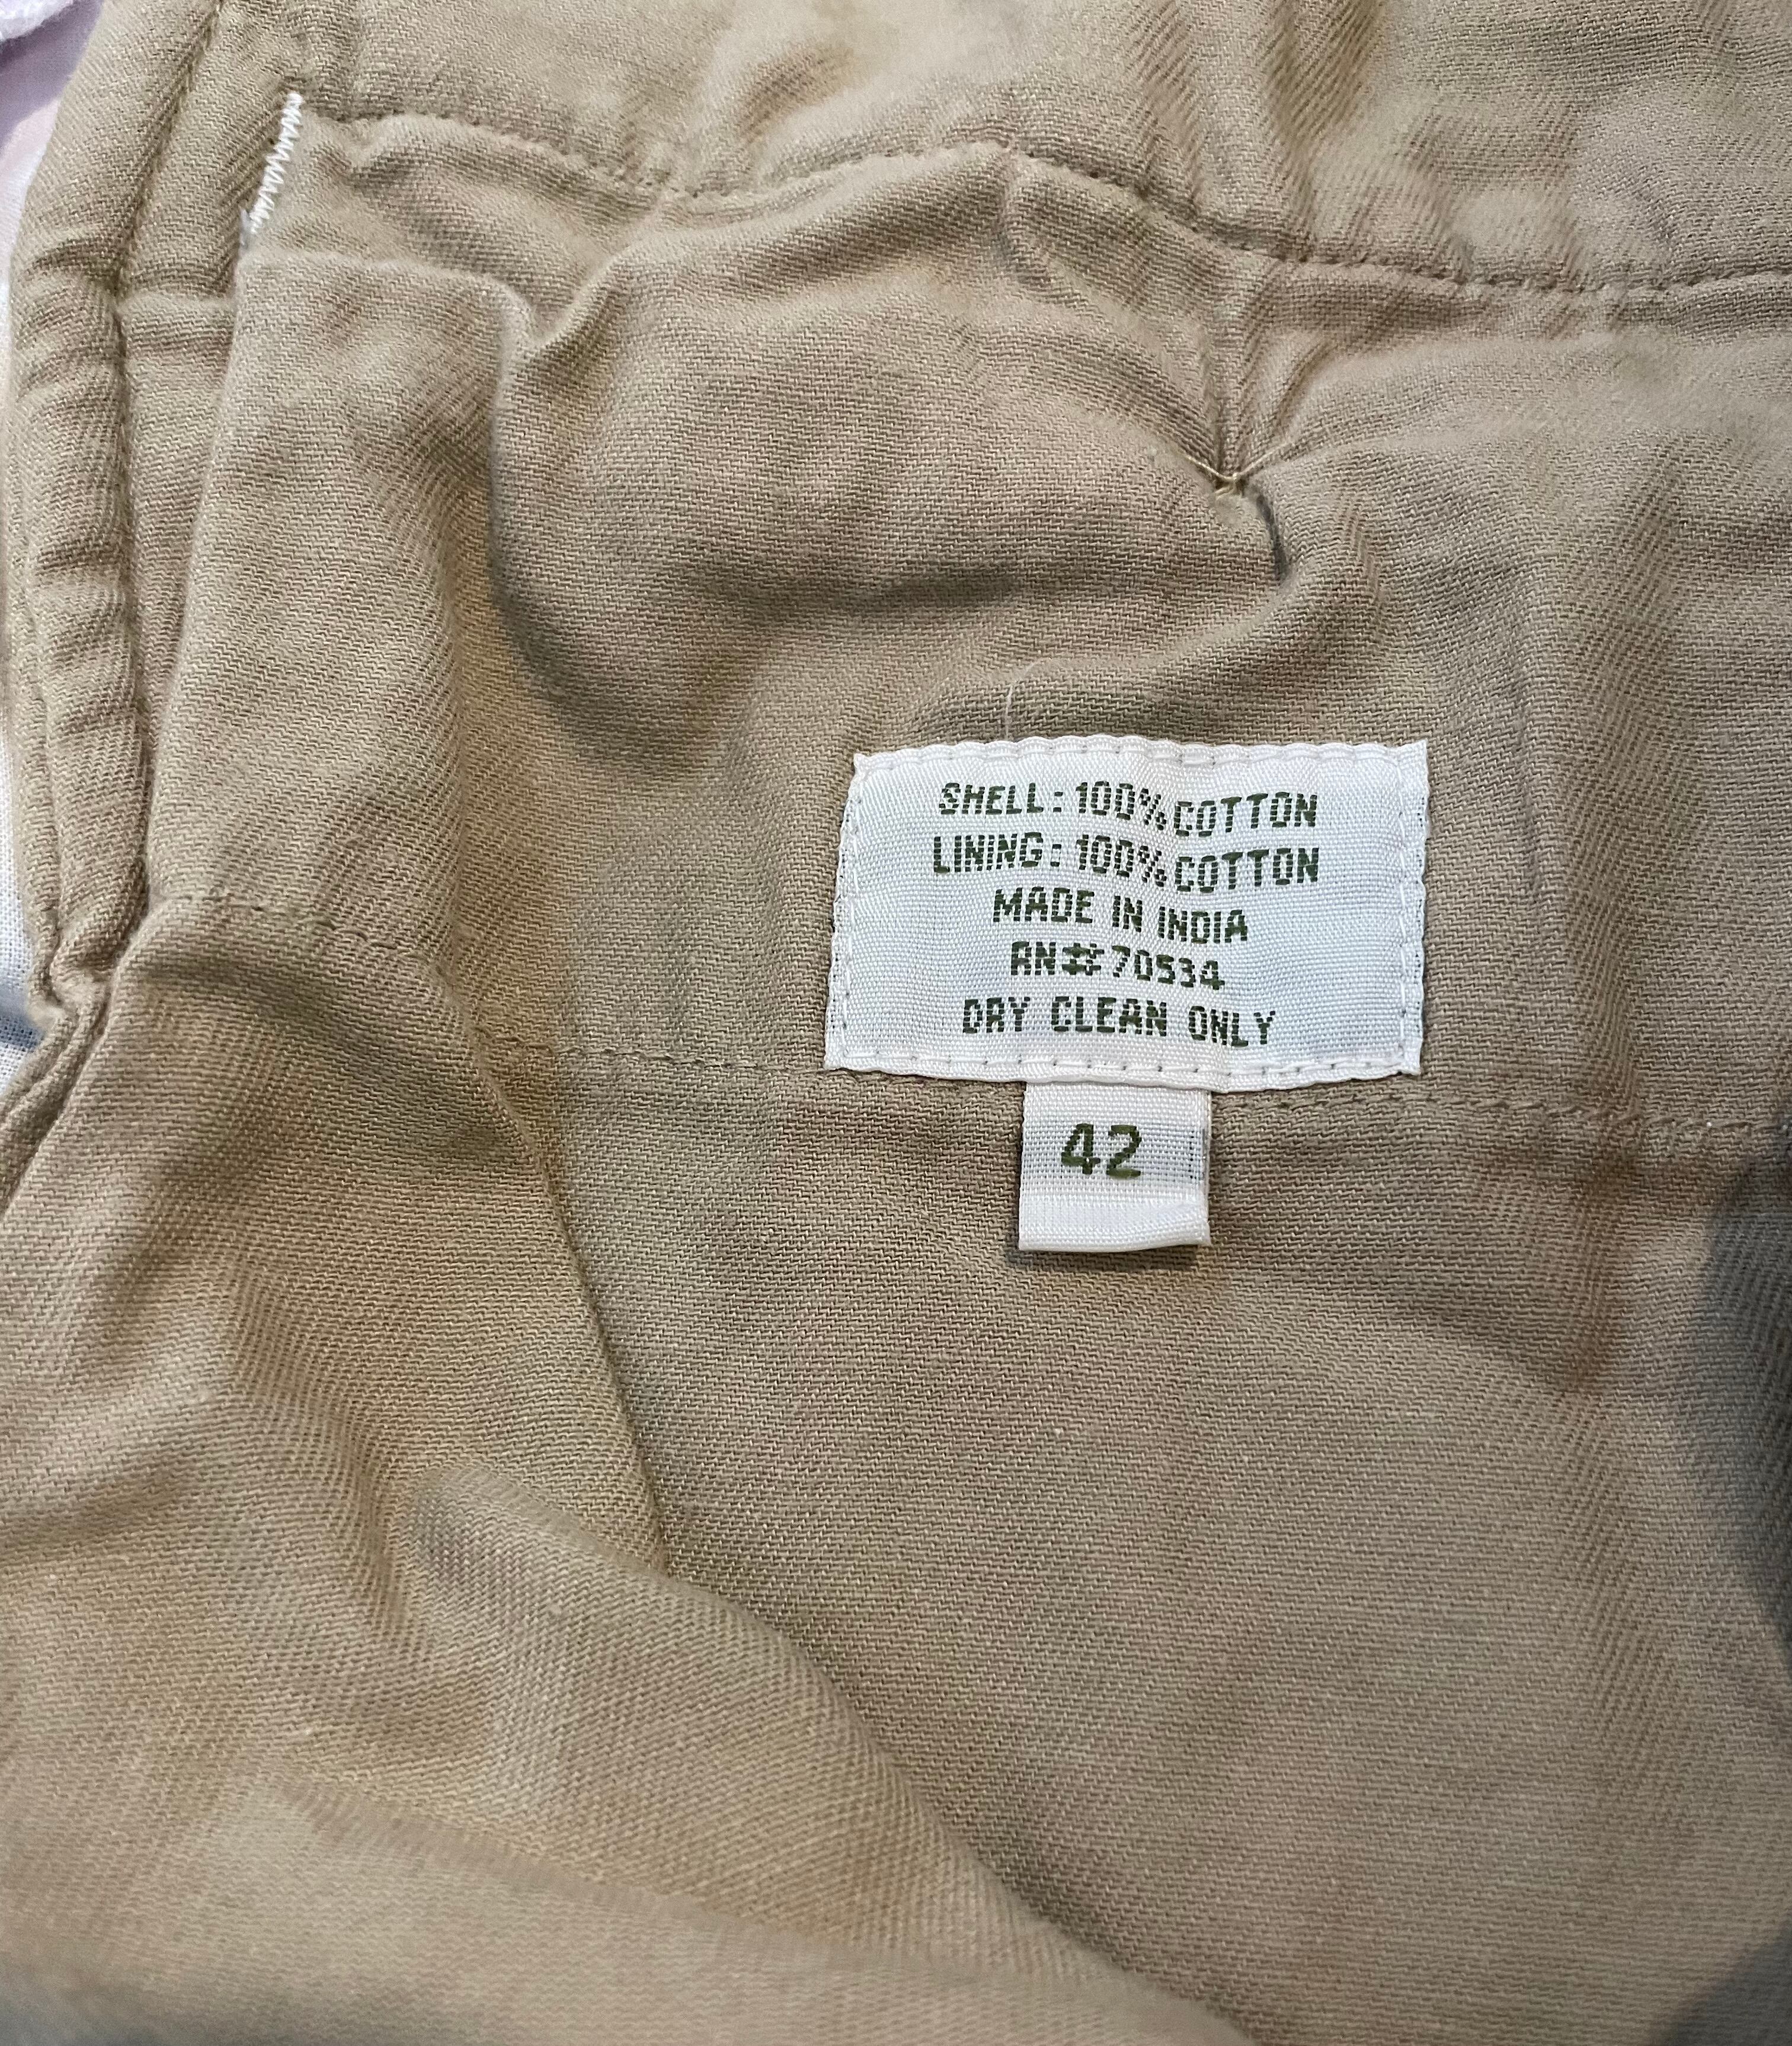 SHELL: 100% COTTON
LINING: 100% COTTON
MADE IN INDIA
RN# 70534
DRY CLEAN ONLY
42